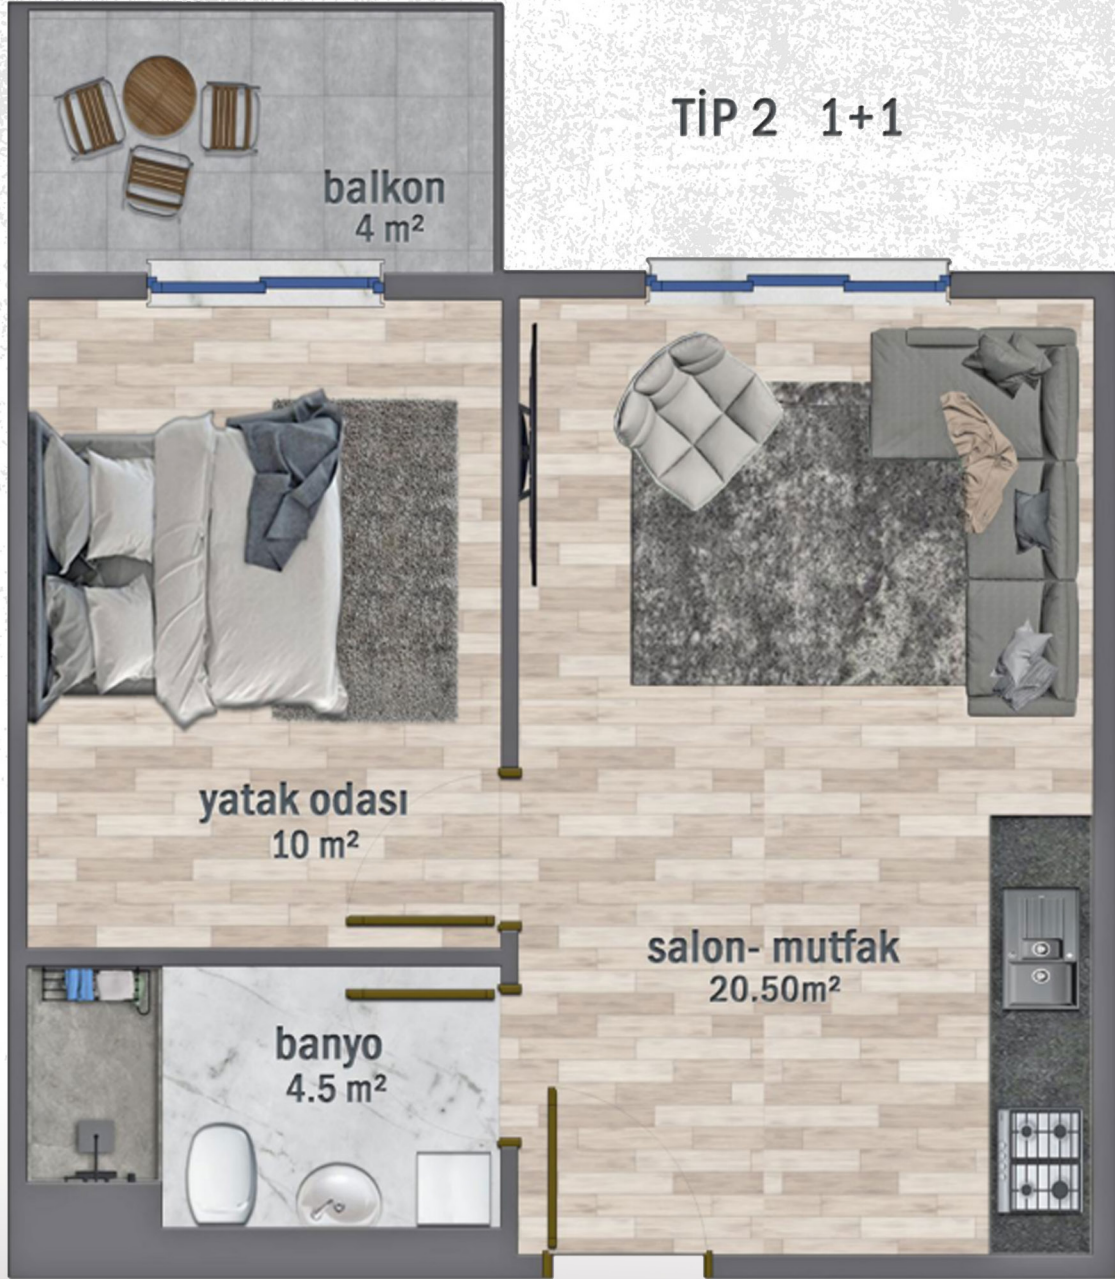 TİP 2 1+1
balkon
4 m²
yatak odası
10 m²
salon- mutfak
20.50m²
banyo
4.5 m²